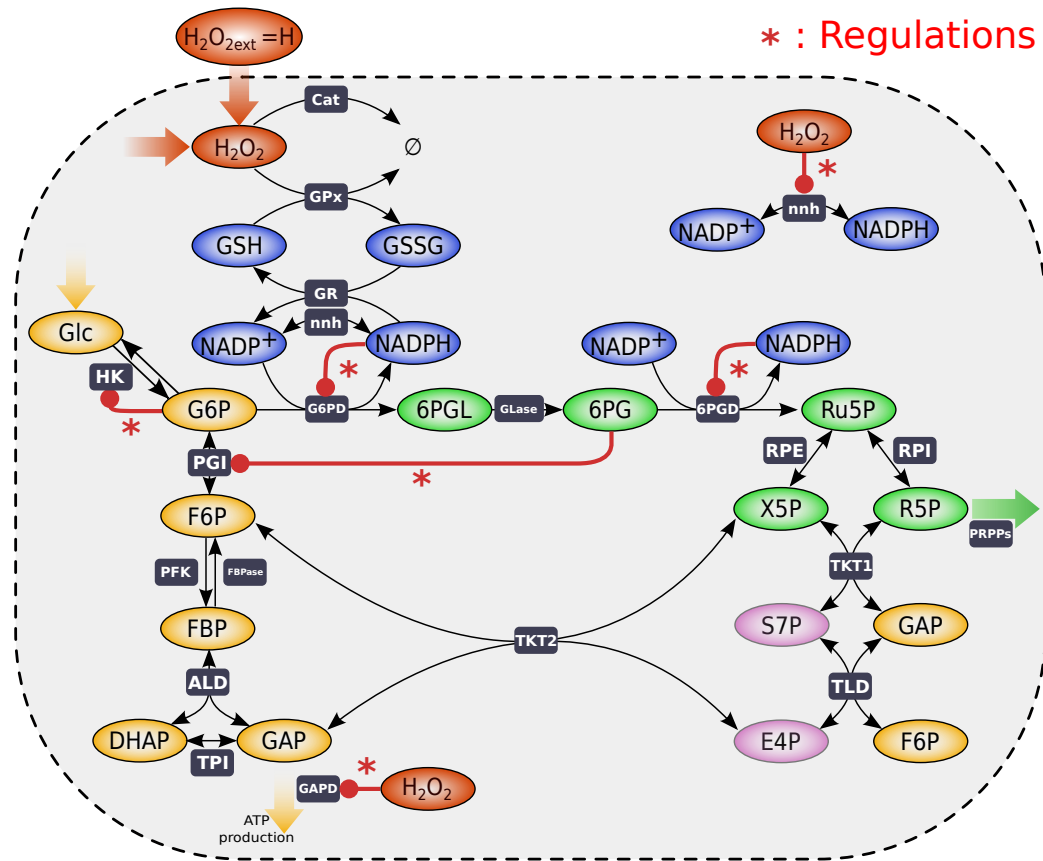 H₂O₂ext =H
* : Regulations
Cat
H₂O₂
∅
H₂O₂
*
GPx
nnh
GSH
GSSG
NADP+
NADPH
GR
nnh
Glc
NADP+
NADPH
NADP+
NADPH
*
*
HK
G6P
G6PD
6PGL
GLase
6PG
6PGD
Ru5P
*
RPE
RPI
PGI
*
F6P
X5P
R5P
PRPPs
PFK
FBPase
TKT1
FBP
S7P
GAP
TKT2
ALD
TLD
DHAP
GAP
E4P
F6P
TPI
*
GAPD
H₂O₂
ATP
production